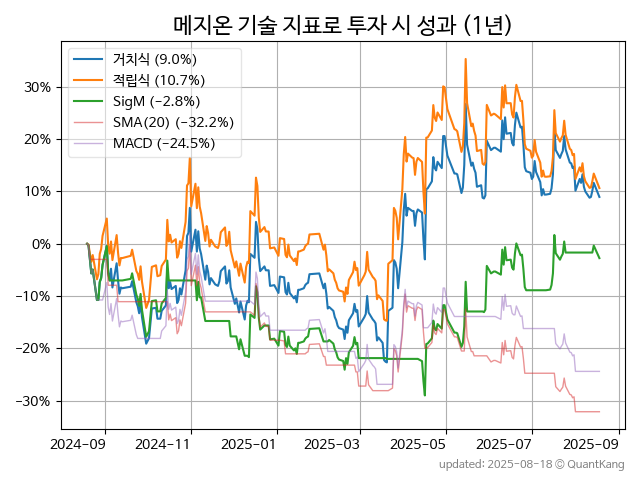 메지온 기술 지표로 투자 시 성과 (1년)
거치식 (9.0%)
적립식 (10.7%)
SigM (−2.8%)
SMA(20) (−32.2%)
MACD (−24.5%)
30%
20%
10%
0%
−10%
−20%
−30%
2024-09 2024-11 2025-01 2025-03 2025-05 2025-07 2025-09
updated: 2025-08-18 © QuantKang